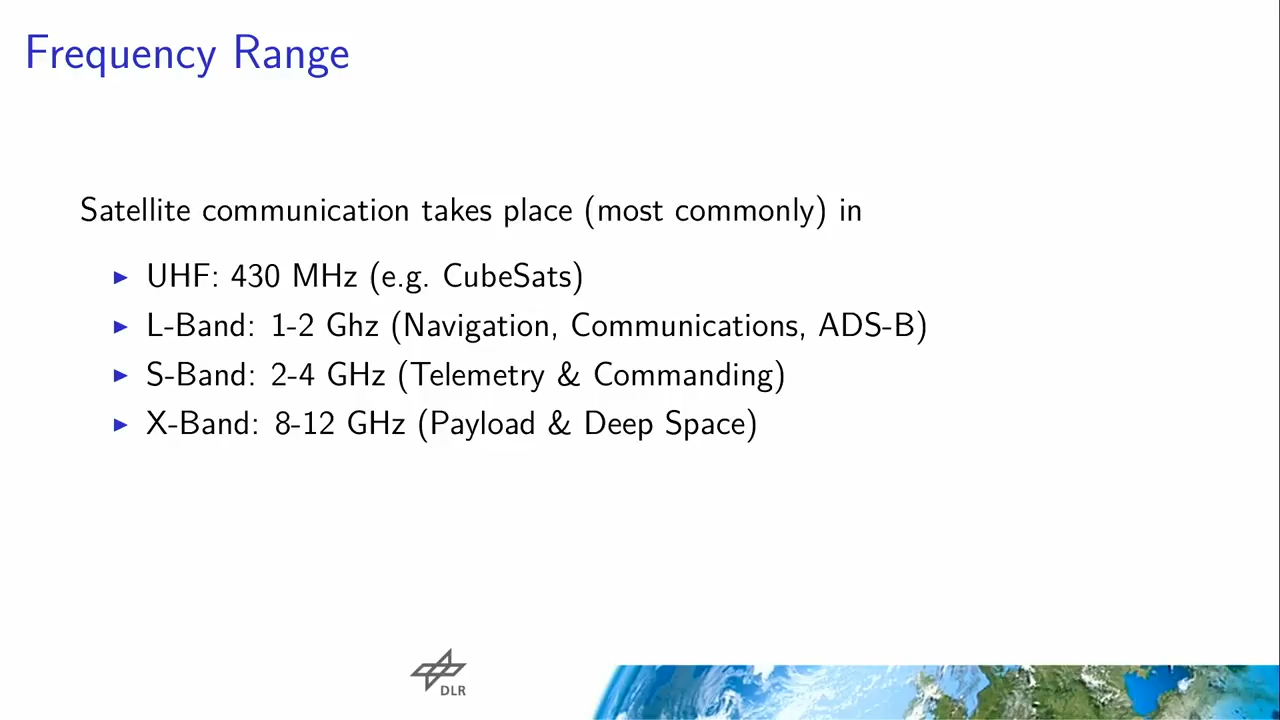 Frequency Range
Satellite communication takes place (most commonly) in
▶ UHF: 430 MHz (e.g. CubeSats)
▶ L-Band: 1-2 Ghz (Navigation, Communications, ADS-B)
▶ S-Band: 2-4 GHz (Telemetry & Commanding)
▶ X-Band: 8-12 GHz (Payload & Deep Space)
DLR